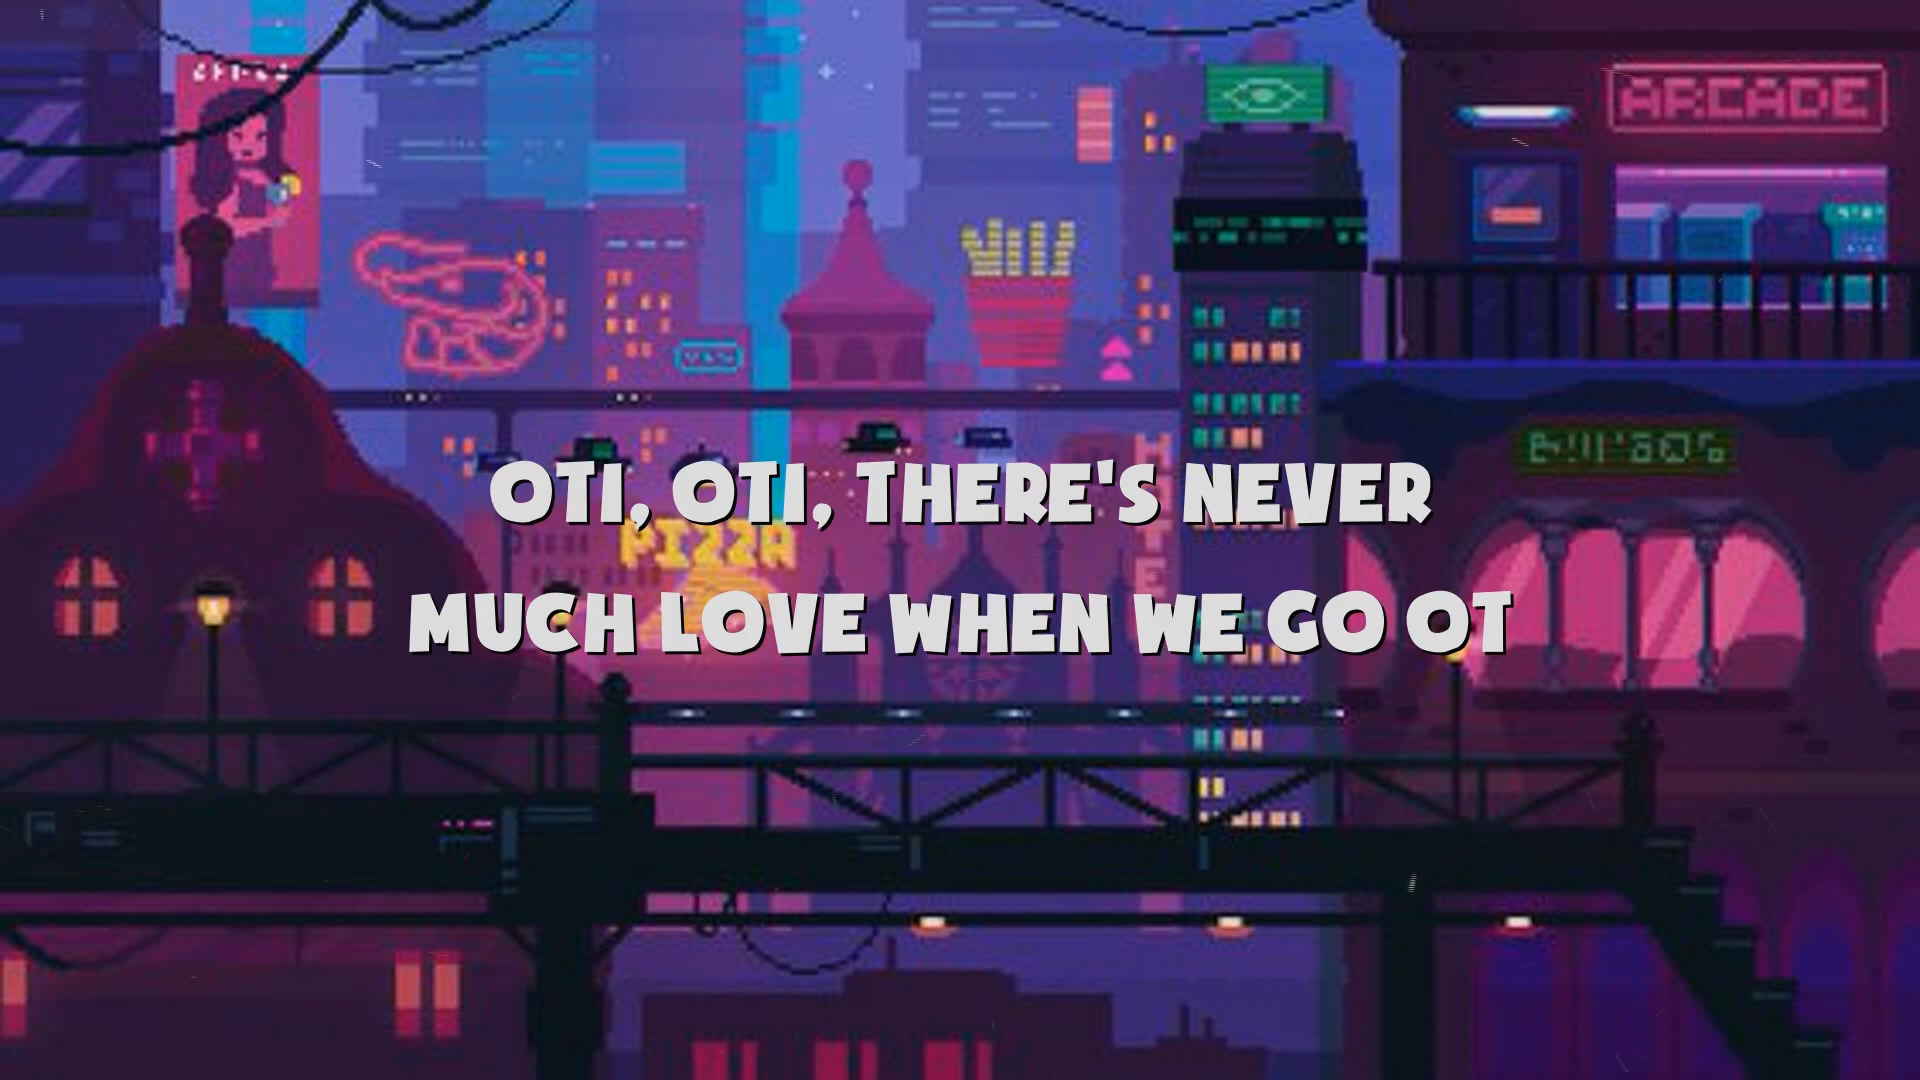 ARCADE
OTI, OTI, THERE'S NEVER
PIZZA
MUCH LOVE WHEN WE GO OT